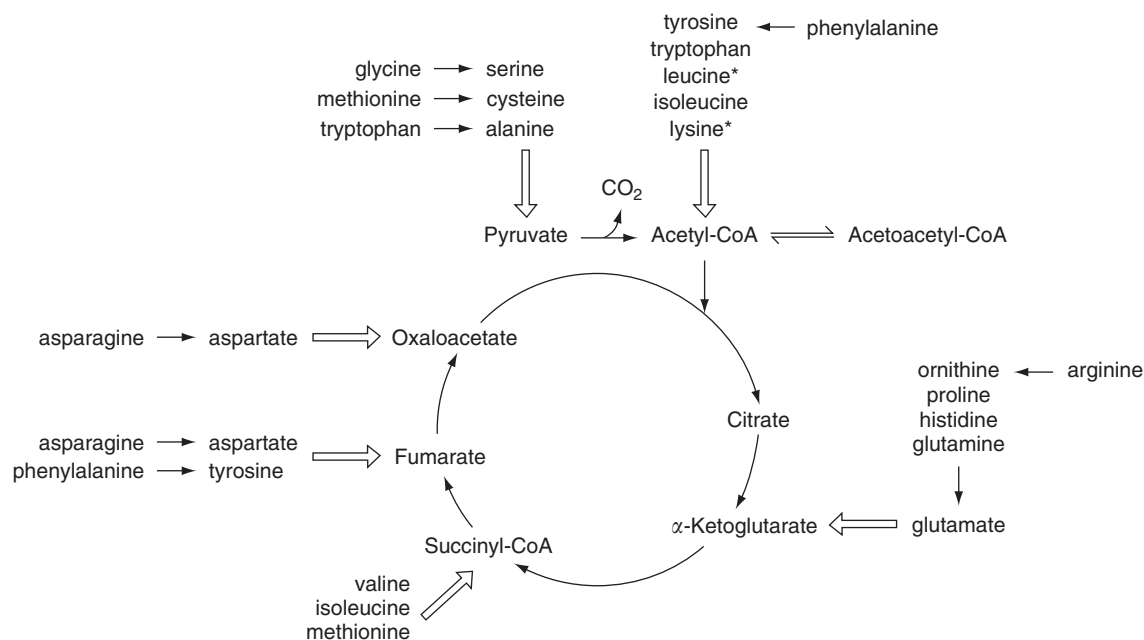 tyrosine phenylalanine
tryptophan
leucine*
isoleucine
lysine*
glycine serine
methionine cysteine
tryptophan alanine
CO₂
Pyruvate Acetyl-CoA Acetoacetyl-CoA
asparagine aspartate Oxaloacetate
ornithine arginine
proline
histidine
glutamine
Citrate
asparagine aspartate
phenylalanine tyrosine
Fumarate
α-Ketoglutarate glutamate
Succinyl-CoA
valine
isoleucine
methionine